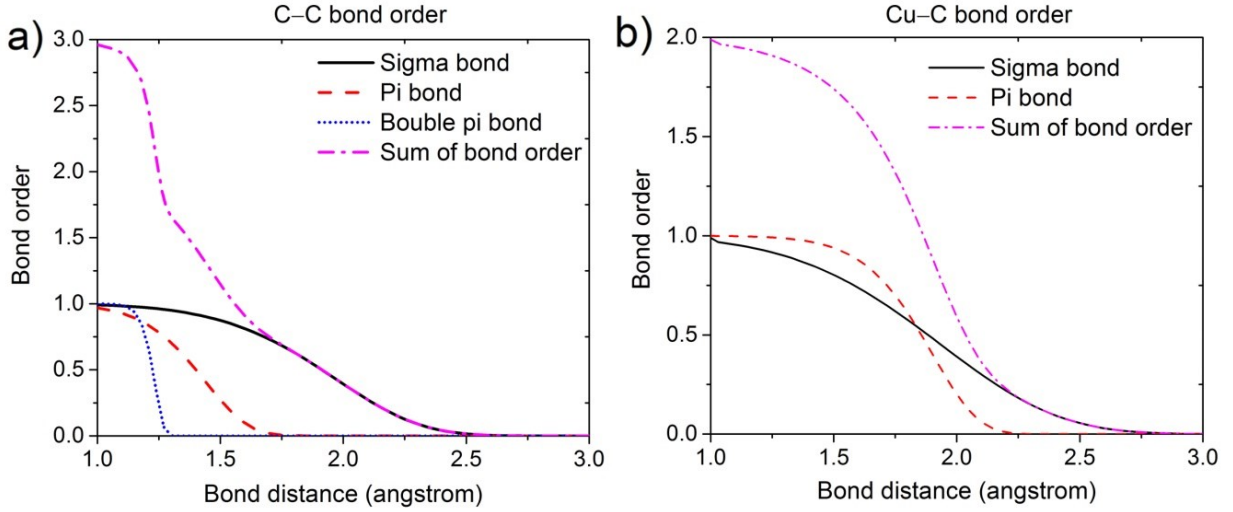 a)
C–C bond order
3.0
2.5
2.0
1.5
1.0
0.5
0.0
Bond order
Sigma bond
Pi bond
Bouble pi bond
Sum of bond order
1.0 1.5 2.0 2.5 3.0
Bond distance (angstrom)
b)
Cu–C bond order
2.0
1.5
1.0
0.5
0.0
Bond order
Sigma bond
Pi bond
Sum of bond order
1.0 1.5 2.0 2.5 3.0
Bond distance (angstrom)